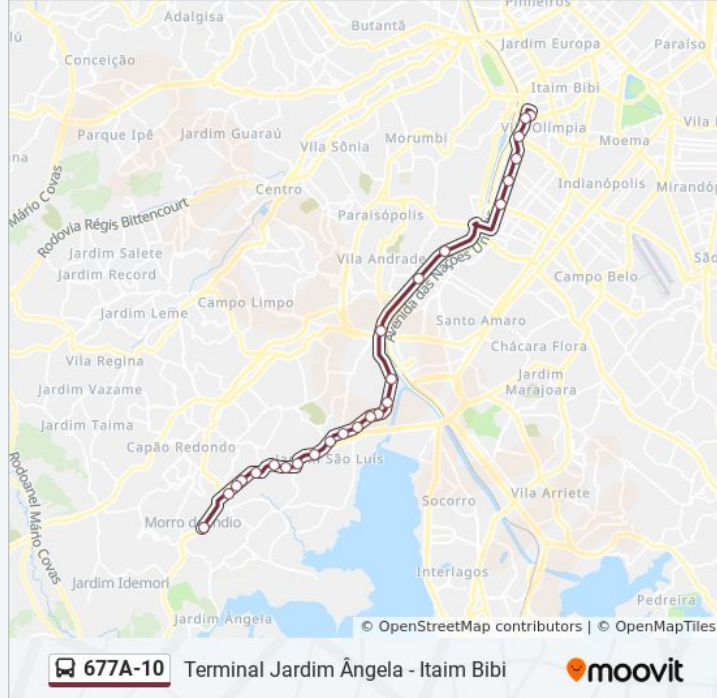 Pinheiros
Adalgisa
Butantã
Jardim Europa
Paraíso
Conceição
Itaim Bibi
Parque Ipê
Jardim Guaraú
Morumbi
Vila Olímpia
Moema
Vila Sônia
Centro
Indianópolis
Mirandóp
Mário Covas
Rodovia Régis Bittencourt
Paraisópolis
Jardim Salete
Jardim Record
Vila Andrade
Avenida das Nações Un
São
Campo Belo
Jardim Leme
Campo Limpo
Santo Amaro
Chácara Flora
Vila Regina
Jardim Vazame
Jardim Marajoara
Jardim Taima
Capão Redondo
Jardim São Luís
Rodoanel Mário Covas
Socorro
Vila Arriete
Morro do Índio
Interlagos
Jardim Idemori
Pedreira
Jardim Ângela
© OpenStreetMap contributors | © OpenMapTiles
677A-10 Terminal Jardim Ângela - Itaim Bibi moovit